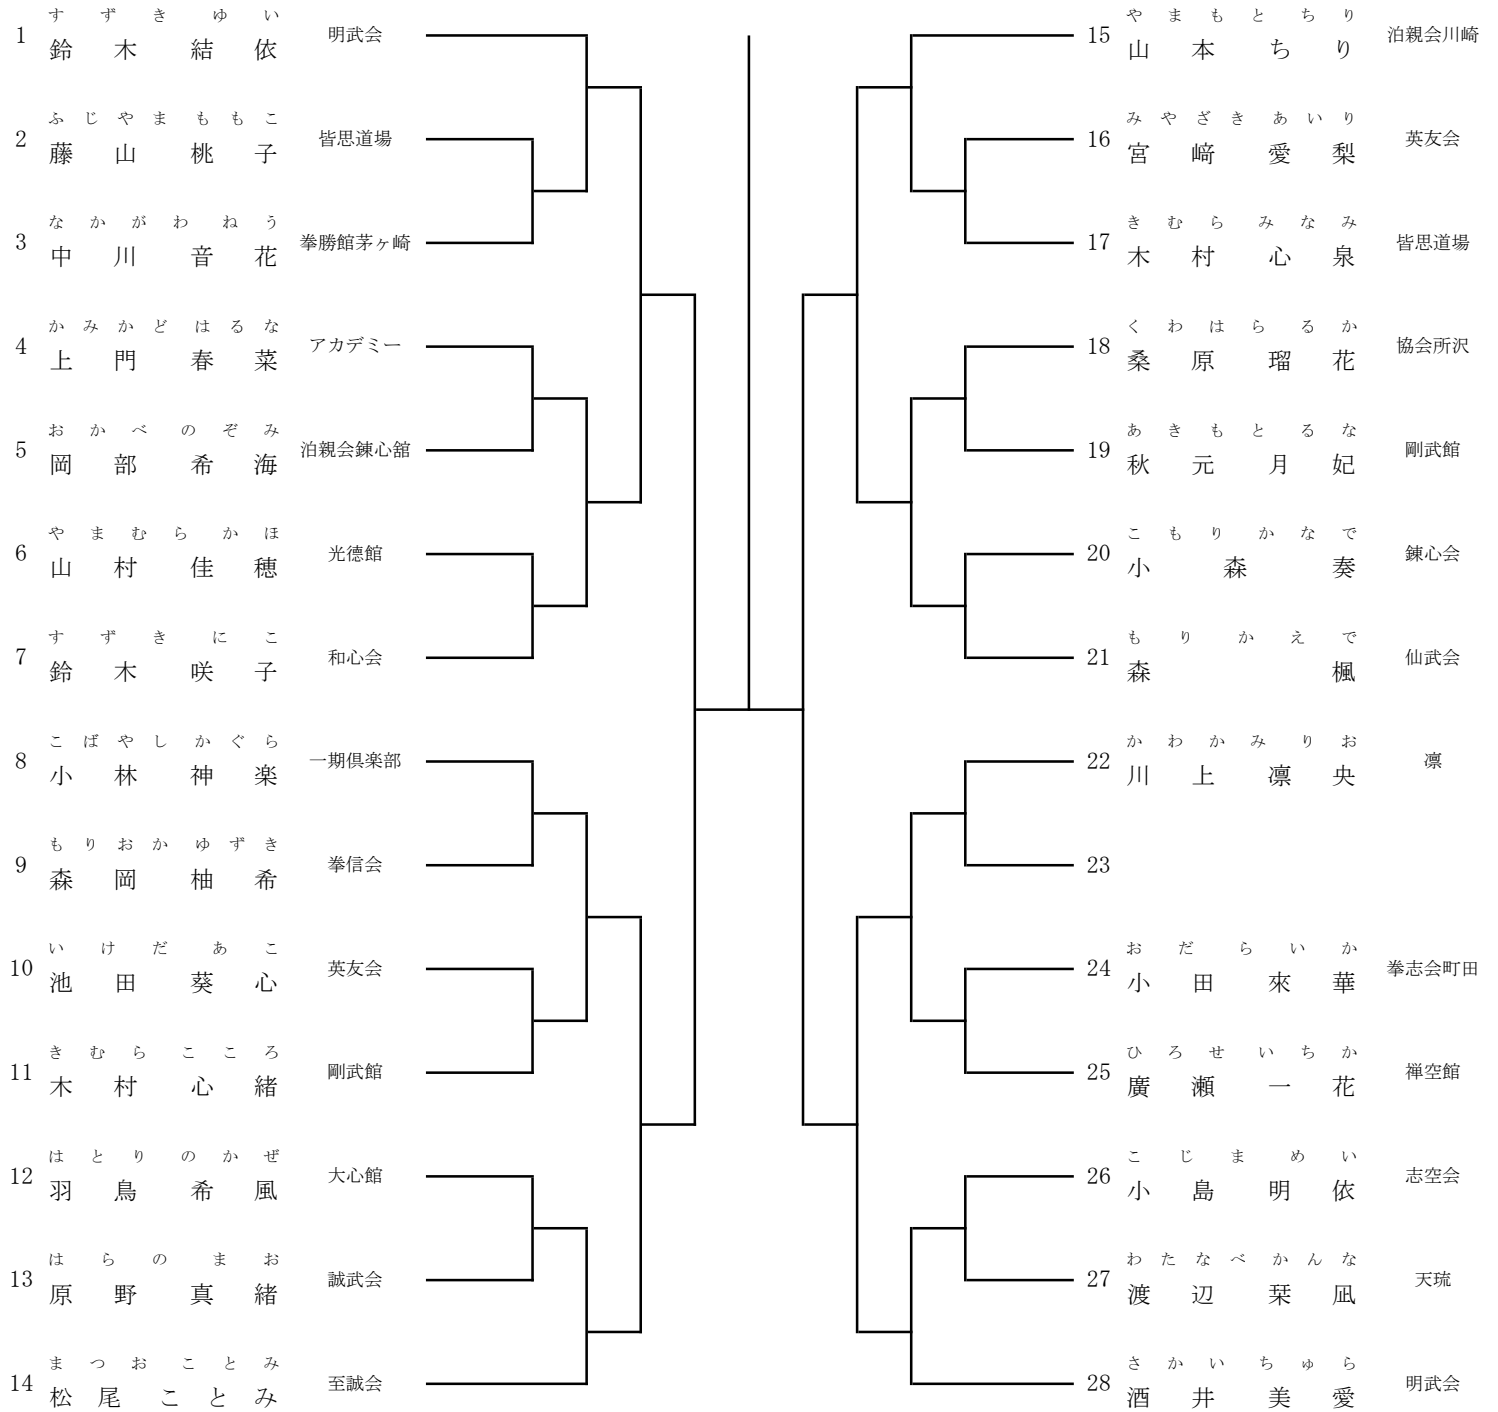 すずき ゆい
1 鈴木 結依 明武会
ふじやま ももこ
2 藤山 桃子 皆思道場
なかがわ ねう
3 中川 音花 拳勝館茅ヶ崎
かみかど はるな
4 上門 春菜 アカデミー
おかべ のぞみ
5 岡部 希海 泊親会錬心舘
やまむら かほ
6 山村 佳穂 光徳館
すずき にこ
7 鈴木 咲子 和心会
こばやし かぐら
8 小林 神楽 一期倶楽部
もりおか ゆずき
9 森岡 柚希 拳信会
いけだ あこ
10 池田 葵心 英友会
きむら こころ
11 木村 心緒 剛武館
はとり のかぜ
12 羽鳥 希風 大心館
はらの まお
13 原野 真緒 誠武会
まつお ことみ
14 松尾 ことみ 至誠会
やまもと ちり
15 山本 ちり 泊親会川崎
みやざき あいり
16 宮﨑 愛梨 英友会
きむら みなみ
17 木村 心泉 皆思道場
くわはら るか
18 桑原 瑠花 協会所沢
あきもと るな
19 秋元 月妃 剛武館
こもり かなで
20 小森 奏 錬心会
もり かえで
21 森 楓 仙武会
かわかみ りお
22 川上 凛央 凛
23
おだ らいか
24 小田 來華 拳志会町田
ひろせ いちか
25 廣瀬 一花 禅空館
こじま めい
26 小島 明依 志空会
わたなべ かんな
27 渡辺 栞凪 天琉
さかい ちゅら
28 酒井 美愛 明武会